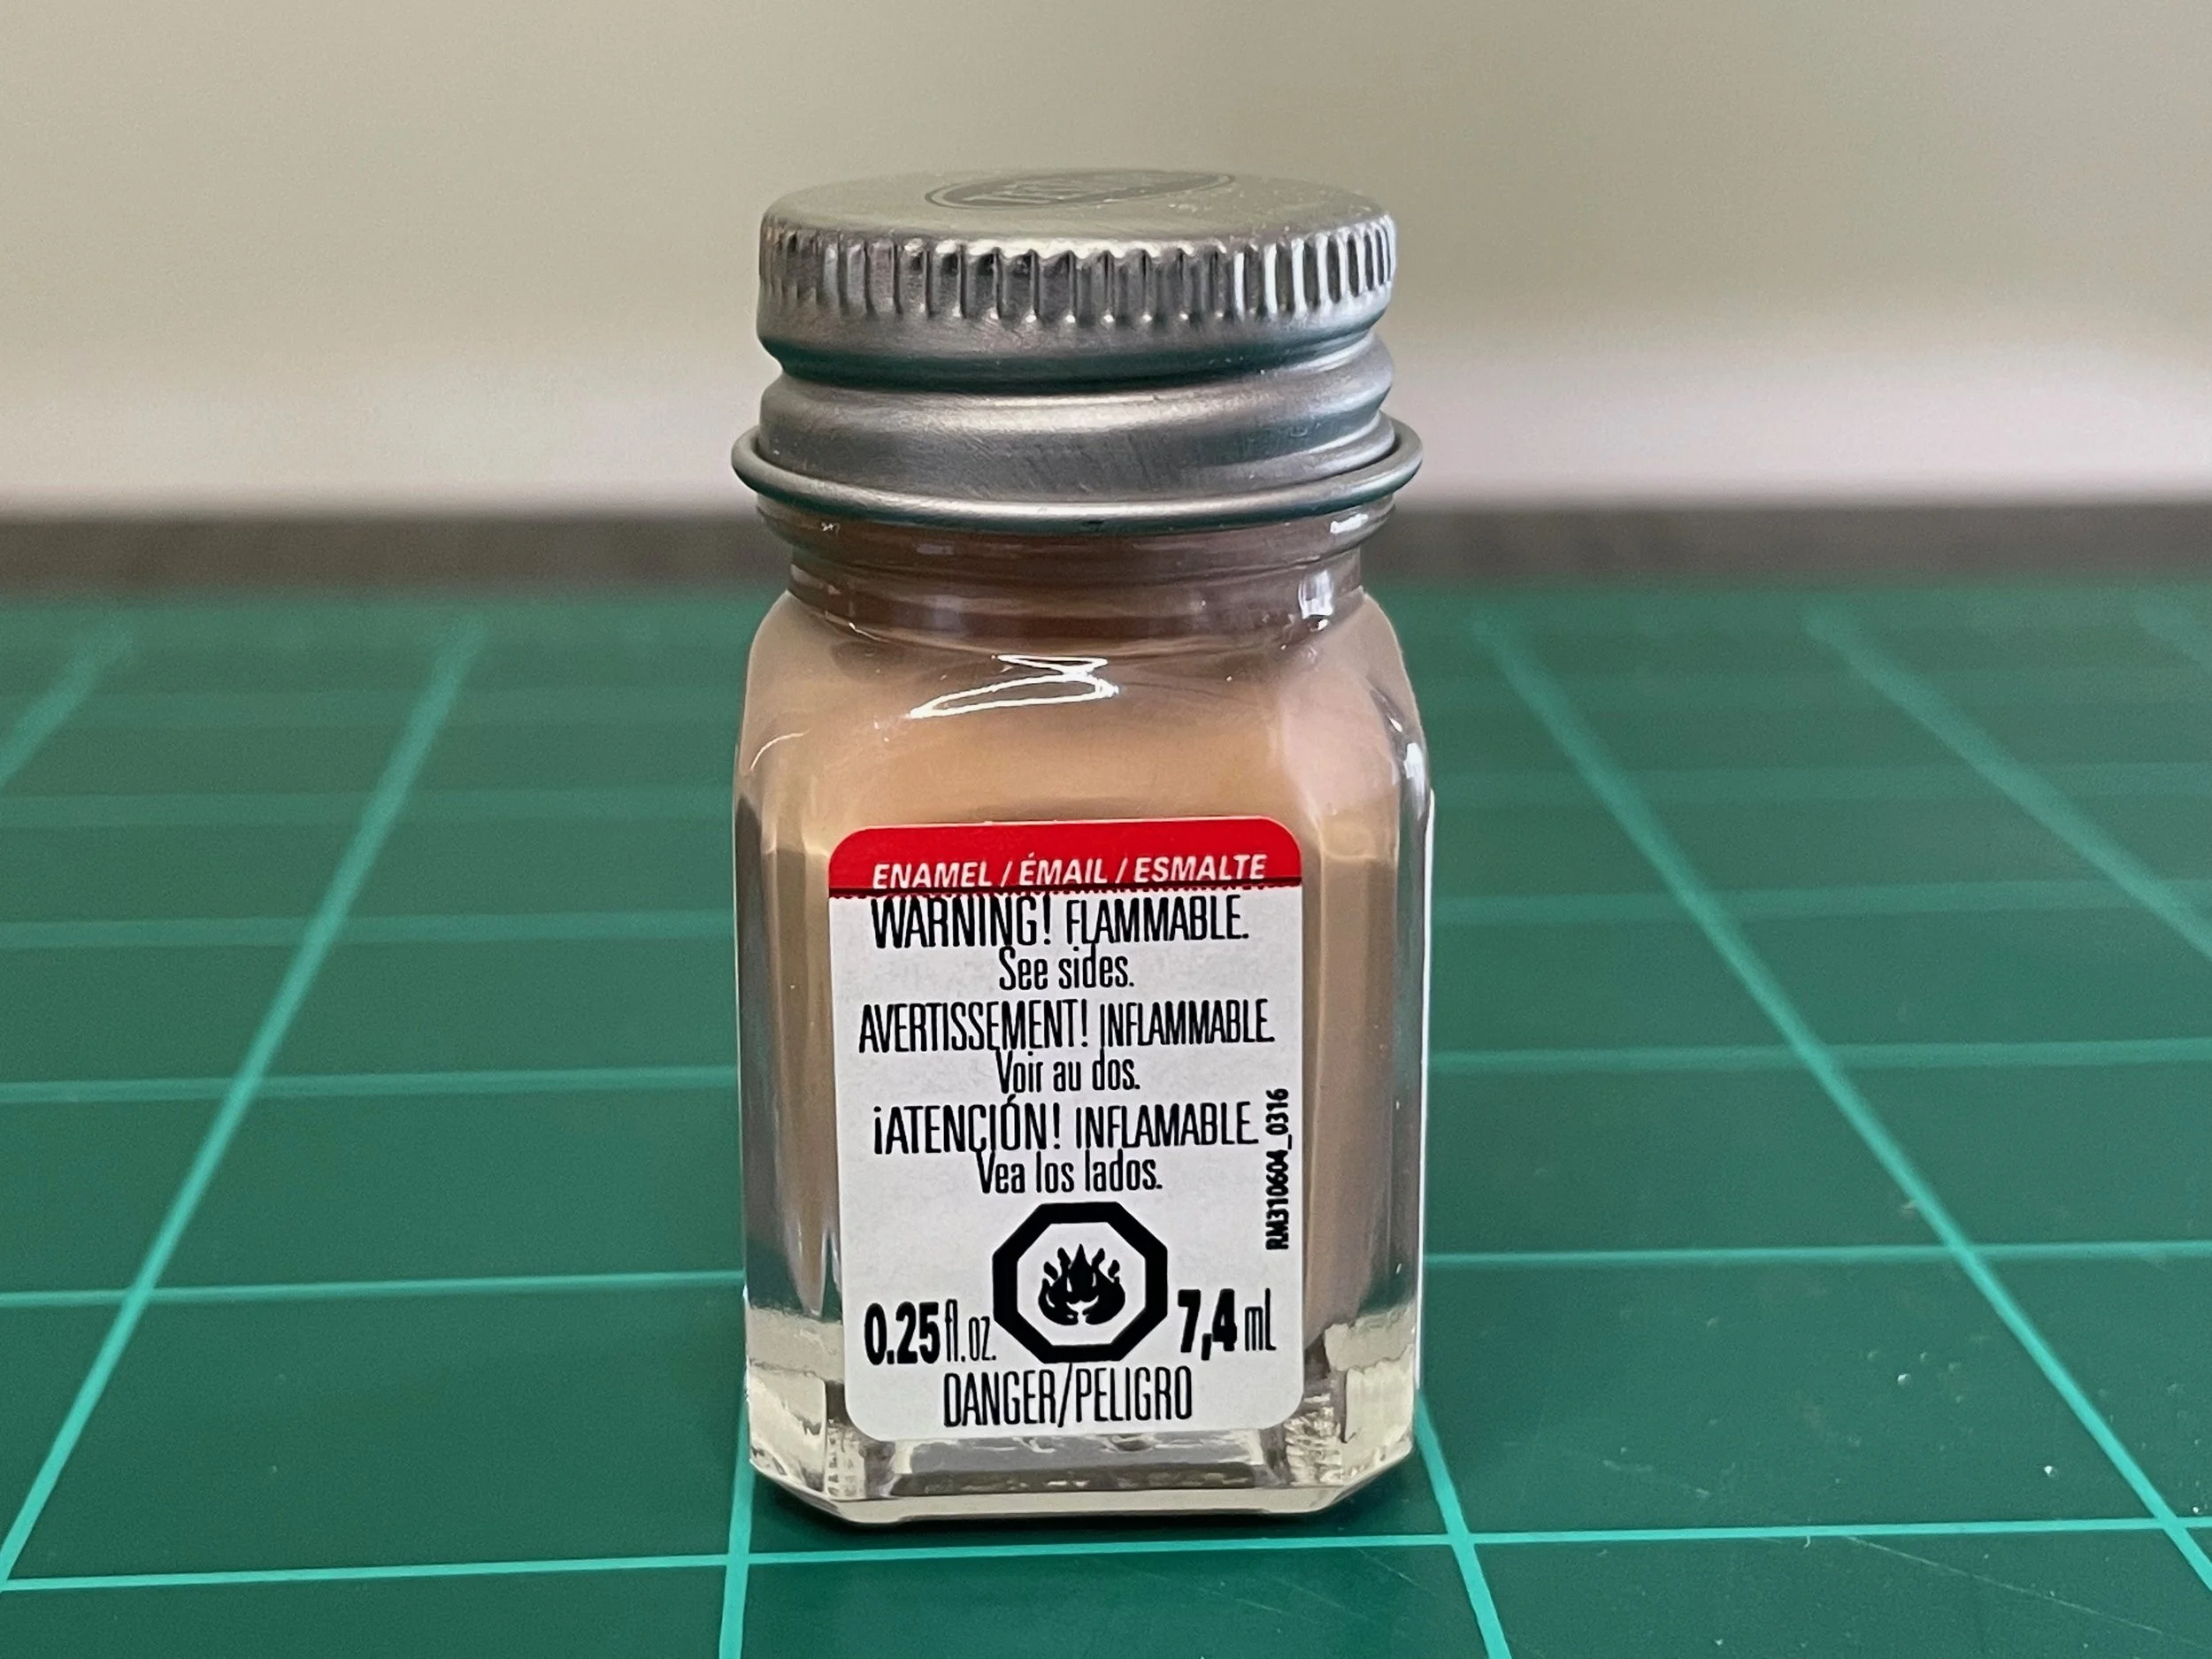 ENAMEL / ÉMAIL / ESMALTE
WARNING! FLAMMABLE.
See sides.
AVERTISSEMENT! INFLAMMABLE.
Voir au dos.
¡ATENCIÓN! INFLAMABLE.
Vea los lados.
RM310604_0316
0.25 fl.oz. 7,4 ml
DANGER/PELIGRO